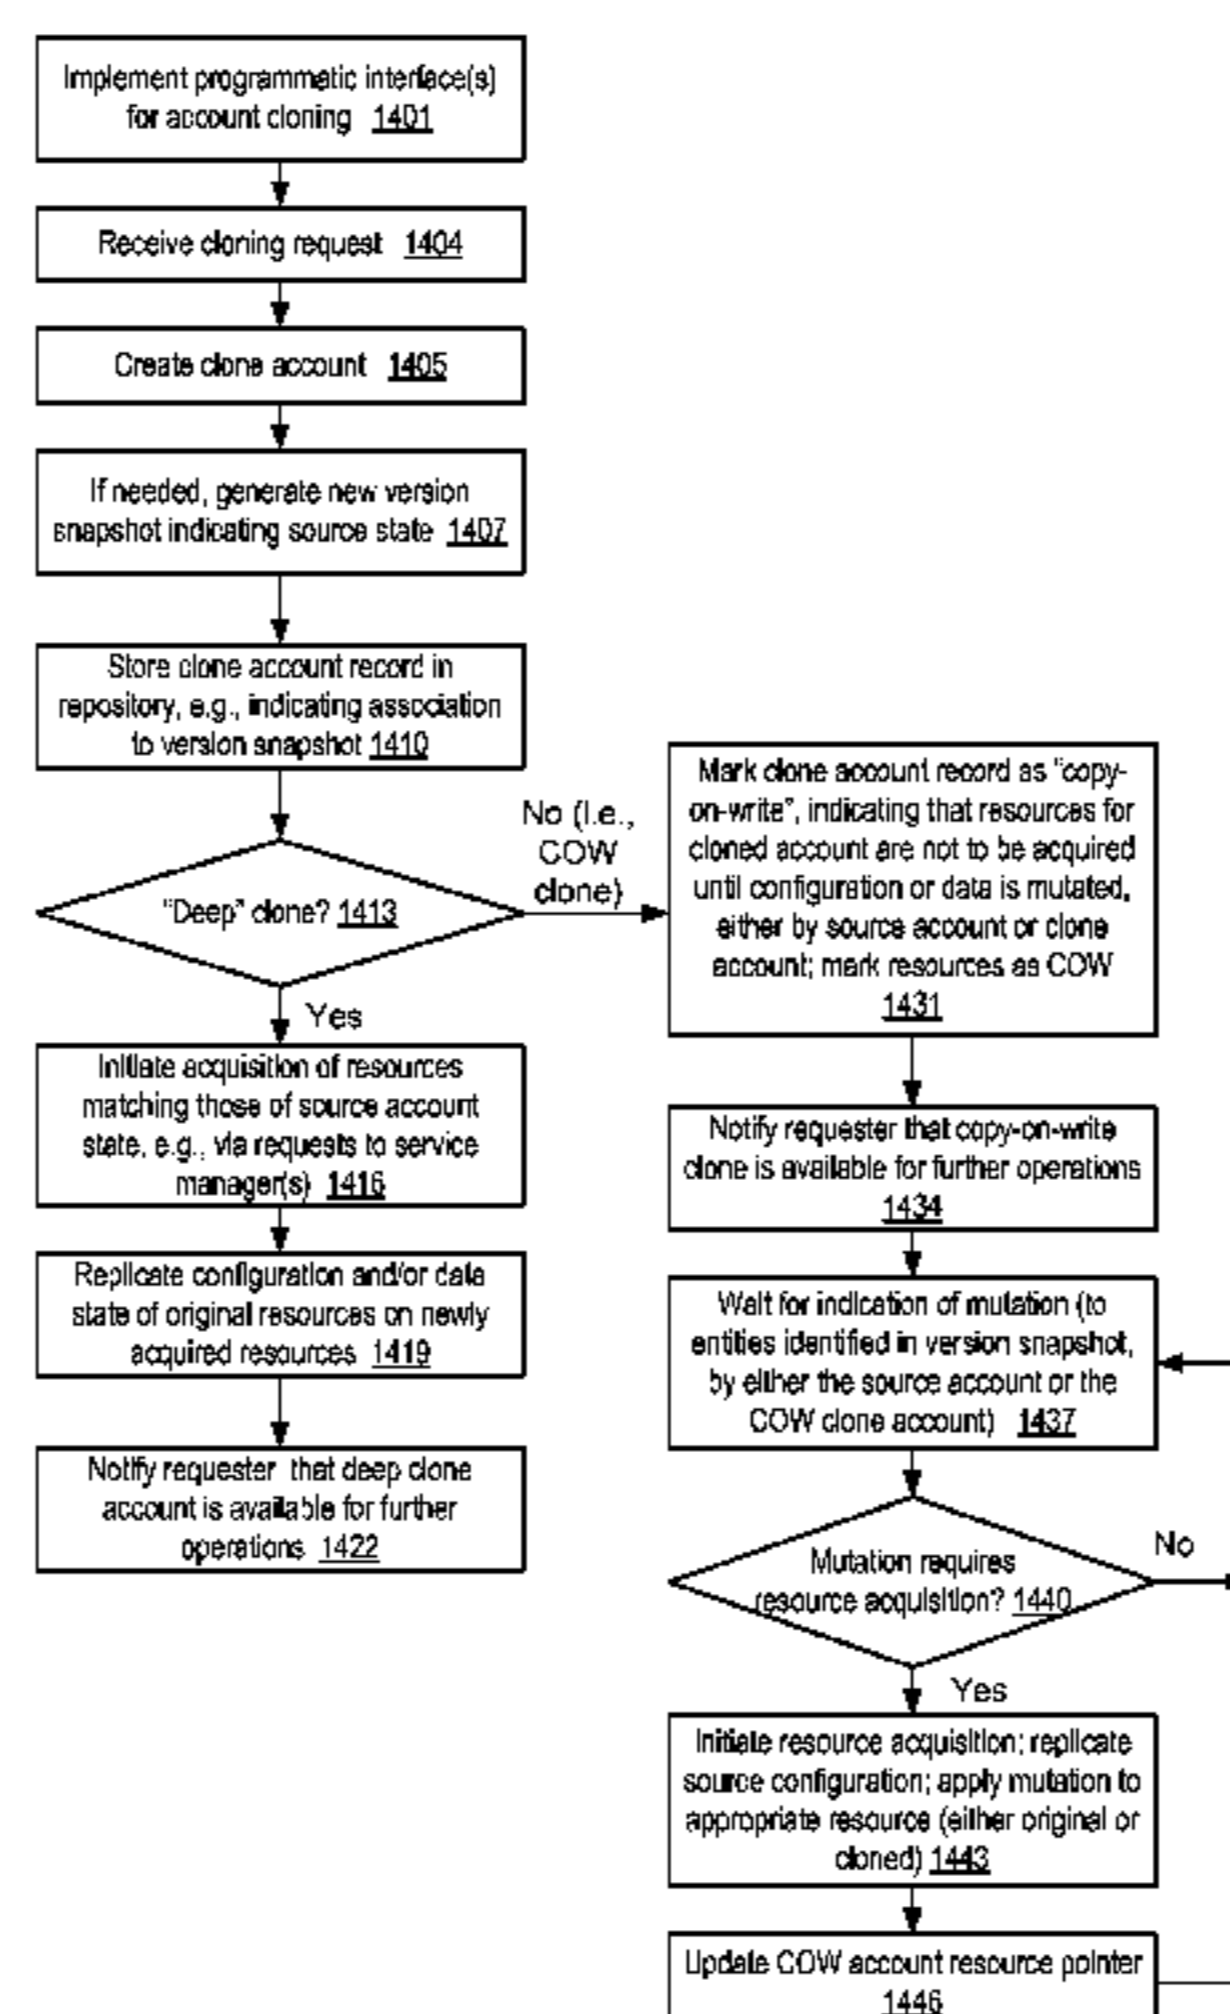 Implement programmatic interface(s)
for account cloning 1401
Receive cloning request 1404
Create clone account 1405
If needed, generate new version
snapshot indicating source state 1407
Store clone account record in
repository, e.g., indicating association
to version snapshot 1410
"Deep" clone? 1413
No (i.e.,
COW
clone)
Yes
Initiate acquisition of resources
matching those of source account
state, e.g., via requests to service
manager(s) 1416
Replicate configuration and/or data
state of original resources on newly
acquired resources 1419
Notify requester that deep clone
account is available for further
operations 1422
Mark clone account record as "copy-
on-write", indicating that resources for
cloned account are not to be acquired
until configuration or data is mutated,
either by source account or clone
account; mark resources as COW
1431
Notify requester that copy-on-write
clone is available for further operations
1434
Wait for indication of mutation (to
entities identified in version snapshot,
by either the source account or the
COW clone account) 1437
Mutation requires
resource acquisition? 1440
No
Yes
Initiate resource acquisition; replicate
source configuration; apply mutation to
appropriate resource (either original or
cloned) 1443
Update COW account resource pointer
1446